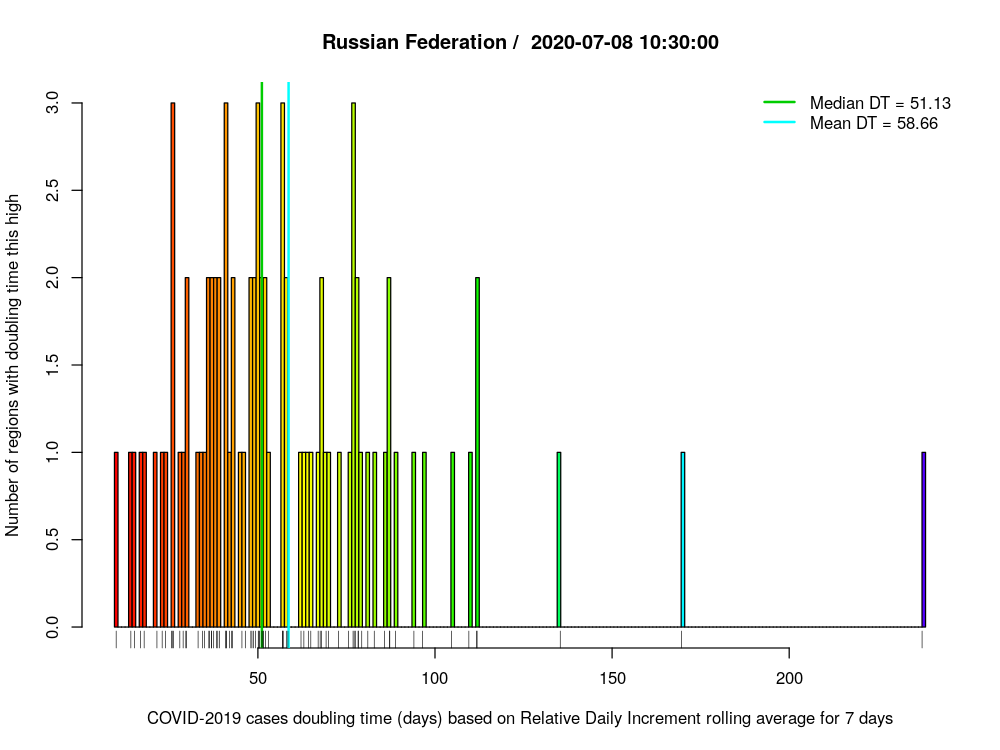 Russian Federation /  2020-07-08 10:30:00
Median DT = 51.13
Mean DT = 58.66
Number of regions with doubling time this high
3.0
2.5
2.0
1.5
1.0
0.5
0.0
50 100 150 200
COVID-2019 cases doubling time (days) based on Relative Daily Increment rolling average for 7 days